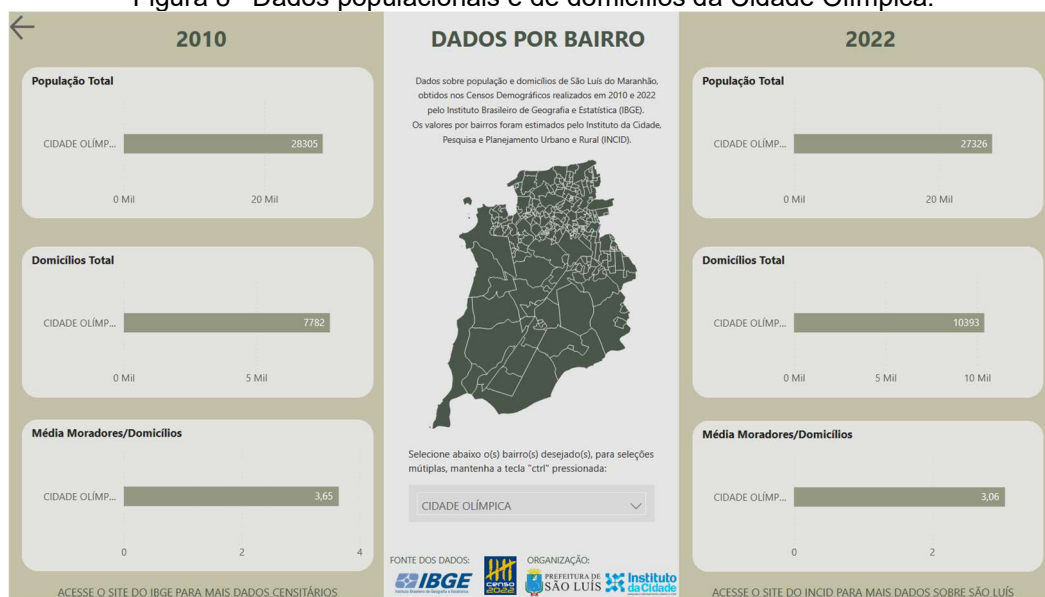 Figura 8 - Dados populacionais e de domicílios da Cidade Olímpica.
2010
População Total
CIDADE OLÍMP...
28305
0 Mil
20 Mil
Domicílios Total
CIDADE OLÍMP...
7782
0 Mil
5 Mil
Média Moradores/Domicílios
CIDADE OLÍMP...
3,65
0
2
4
ACESSE O SITE DO IBGE PARA MAIS DADOS CENSITÁRIOS
DADOS POR BAIRRO
Dados sobre população e domicílios de São Luís do Maranhão,
obtidos nos Censos Demográficos realizados em 2010 e 2022
pelo Instituto Brasileiro de Geografia e Estatística (IBGE).
Os valores por bairros foram estimados pelo Instituto da Cidade,
Pesquisa e Planejamento Urbano e Rural (INCID).
Selecione abaixo o(s) bairro(s) desejado(s), para seleções
mútiplas, mantenha a tecla "ctrl" pressionada:
CIDADE OLÍMPICA
FONTE DOS DADOS:
IBGE
Instituto Brasileiro de Geografia e Estatística
censo
2022
ORGANIZAÇÃO:
PREFEITURA DE
SÃO LUÍS
Instituto
da Cidade
2022
População Total
CIDADE OLÍMP...
27326
0 Mil
20 Mil
Domicílios Total
CIDADE OLÍMP...
10393
0 Mil
5 Mil
10 Mil
Média Moradores/Domicílios
CIDADE OLÍMP...
3,06
0
2
ACESSE O SITE DO INCID PARA MAIS DADOS SOBRE SÃO LUÍS